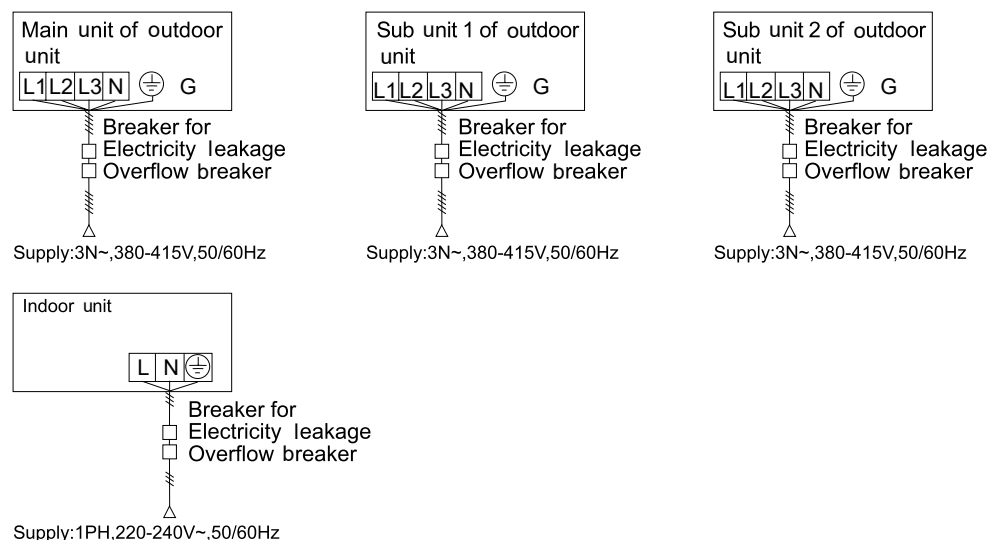 Main unit of outdoor
unit
L1 L2 L3 N G
Breaker for
Electricity leakage
Overflow breaker
Supply:3N~,380-415V,50/60Hz
Sub unit 1 of outdoor
unit
L1 L2 L3 N G
Breaker for
Electricity leakage
Overflow breaker
Supply:3N~,380-415V,50/60Hz
Sub unit 2 of outdoor
unit
L1 L2 L3 N G
Breaker for
Electricity leakage
Overflow breaker
Supply:3N~,380-415V,50/60Hz
Indoor unit
L N
Breaker for
Electricity leakage
Overflow breaker
Supply:1PH,220-240V~,50/60Hz